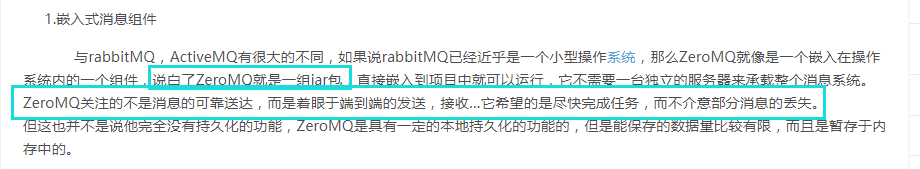 1.嵌入式消息组件
与rabbitMQ，ActiveMQ有很大的不同，如果说rabbitMQ已经近乎是一个小型操作系统，那么ZeroMQ就像是一个嵌入在操作
系统内的一个组件，说白了ZeroMQ就是一组jar包，直接嵌入到项目中就可以运行，它不需要一台独立的服务器来承载整个消息系统。
ZeroMQ关注的不是消息的可靠送达，而是着眼于端到端的发送，接收...它希望的是尽快完成任务，而不介意部分消息的丢失。
但这也并不是说他完全没有持久化的功能，ZeroMQ是具有一定的本地持久化的功能的，但是能保存的数据量比较有限，而且是暂存于内
存中的。